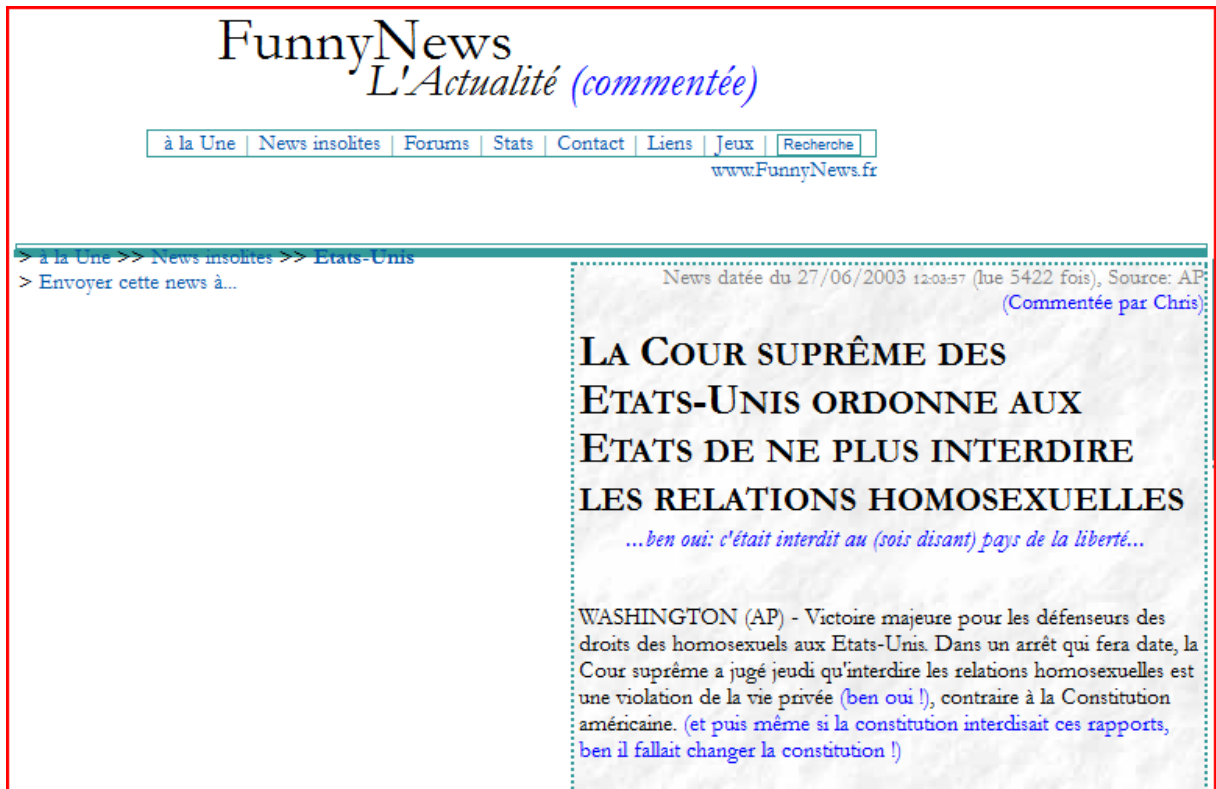 FunnyNews
L'Actualité (commentée)
à la Une | News insolites | Forums | Stats | Contact | Liens | Jeux | Recherche
www.FunnyNews.fr
> à la Une >> News insolites >> Etats-Unis
> Envoyer cette news à...
News datée du 27/06/2003 12:03:57 (lue 5422 fois), Source: AP
(Commentée par Chris)
La Cour suprême des
Etats-Unis ordonne aux
Etats de ne plus interdire
les relations homosexuelles
...ben oui: c'était interdit au (sois disant) pays de la liberté...
WASHINGTON (AP) - Victoire majeure pour les défenseurs des
droits des homosexuels aux Etats-Unis. Dans un arrêt qui fera date, la
Cour suprême a jugé jeudi qu'interdire les relations homosexuelles est
une violation de la vie privée (ben oui !), contraire à la Constitution
américaine. (et puis même si la constitution interdisait ces rapports,
ben il fallait changer la constitution !)